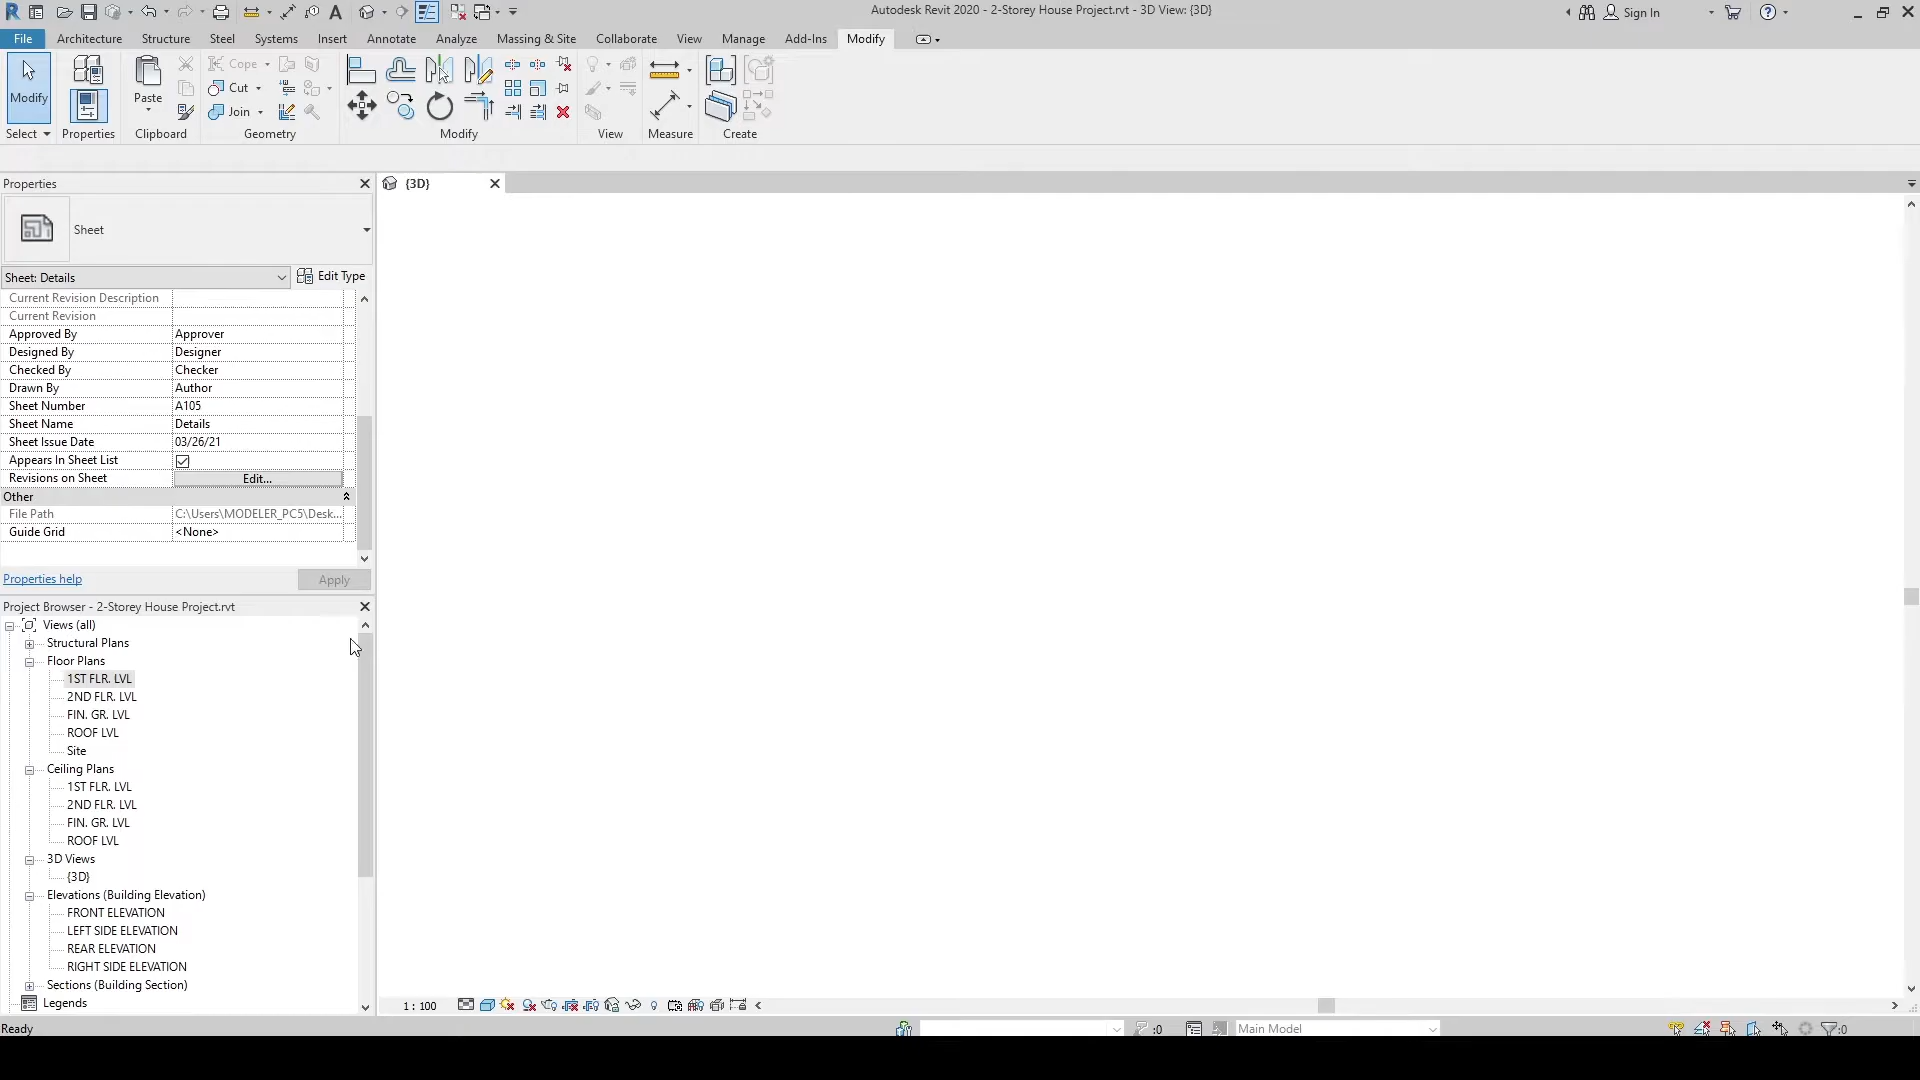 Autodesk Revit 2020 - 2-Storey House Project.rvt - 3D View: {3D}
Sign In
File Architecture Structure Steel Systems Insert Annotate Analyze Massing & Site Collaborate View Manage Add-Ins Modify
Modify
Paste
Cope
Cut
Join
Select Properties Clipboard Geometry Modify View Measure Create
Properties
{3D}
Sheet
Sheet: Details
Edit Type
Current Revision Description
Current Revision
Approved By Approver
Designed By Designer
Checked By Checker
Drawn By Author
Sheet Number A105
Sheet Name Details
Sheet Issue Date 03/26/21
Appears In Sheet List
Revisions on Sheet Edit...
Other
File Path C:\Users\MODELER_PC5\Desk...
Guide Grid <None>
Properties help
Apply
Project Browser - 2-Storey House Project.rvt
Views (all)
Structural Plans
Floor Plans
1ST FLR. LVL
2ND FLR. LVL
FIN. GR. LVL
ROOF LVL
Site
Ceiling Plans
1ST FLR. LVL
2ND FLR. LVL
FIN. GR. LVL
ROOF LVL
3D Views
{3D}
Elevations (Building Elevation)
FRONT ELEVATION
LEFT SIDE ELEVATION
REAR ELEVATION
RIGHT SIDE ELEVATION
Sections (Building Section)
Legends
1 : 100
Ready
:0
Main Model
:0